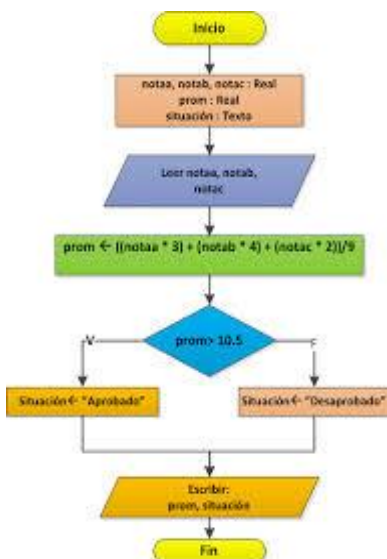 Inicio
notaa, notab, notac : Real
prom : Real
situación : Texto
Leer notaa, notab,
notac
prom ← ((notaa * 3) + (notab * 4) + (notac * 2))/9
prom> 10.5
V
F
Situación← "Aprobado"
Situación← "Desaprobado"
Escribir:
prom, situación
Fin